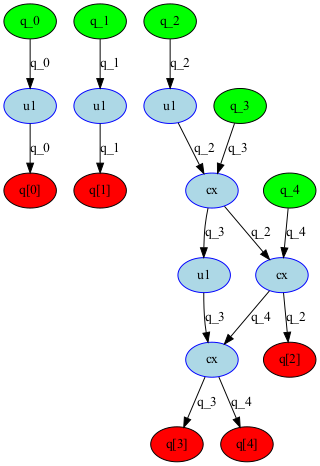 q_0 q_1 q_2
q_0 q_1 q_2
u1 u1 u1 q_3
q_0 q_1 q_2 q_3
q[0] q[1] cx q_4
q_3 q_2 q_4
u1 cx
q_3 q_4 q_2
cx q[2]
q_3 q_4
q[3] q[4]